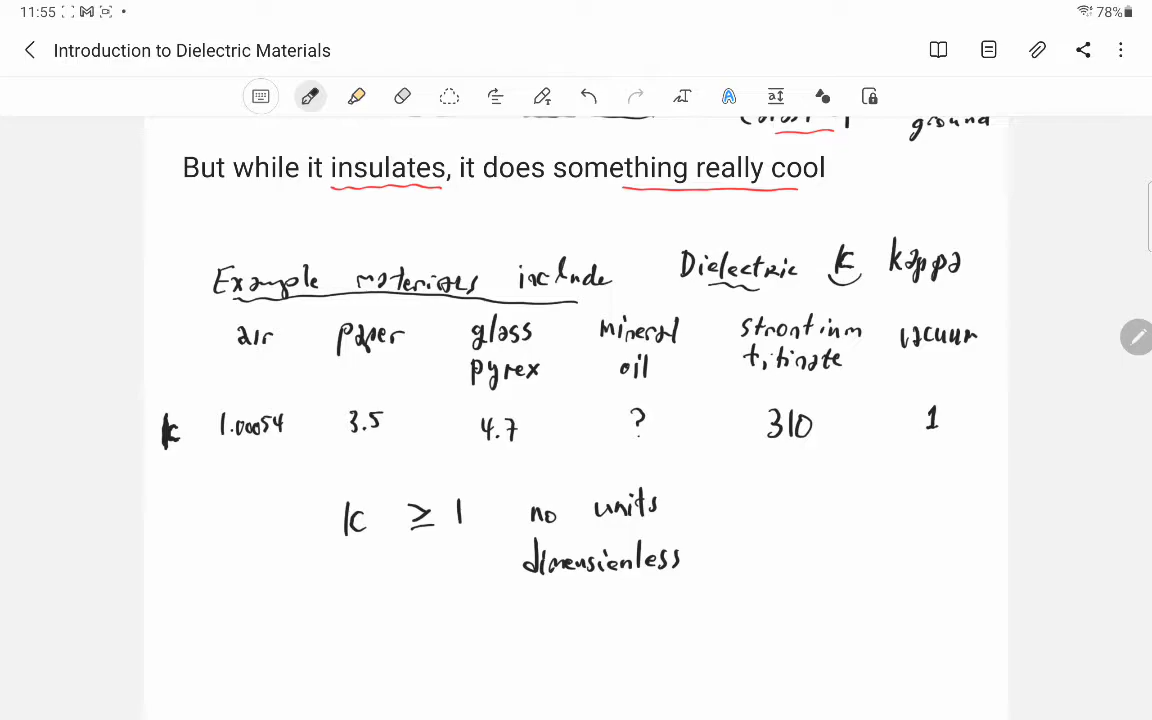 11:55
78%
Introduction to Dielectric Materials
ground
But while it insulates, it does something really cool
Example materials include Dielectric k kappa
air paper glass mineral strontium vacuum
pyrex oil titinate
k 1.00054 3.5 4.7 ? 310 1
k ≥ 1 no units
dimensionless